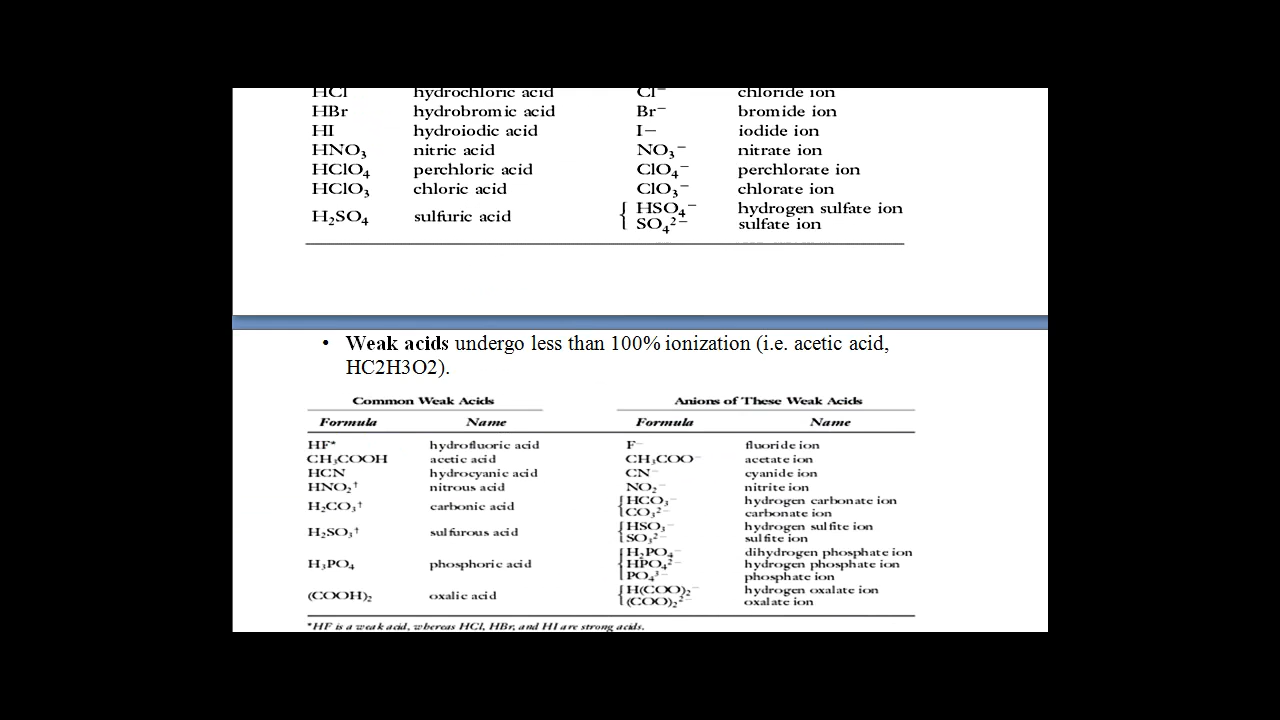 HCl hydrochloric acid Cl⁻ chloride ion
HBr hydrobromic acid Br⁻ bromide ion
HI hydroiodic acid I− iodide ion
HNO₃ nitric acid NO₃⁻ nitrate ion
HClO₄ perchloric acid ClO₄⁻ perchlorate ion
HClO₃ chloric acid ClO₃⁻ chlorate ion
H₂SO₄ sulfuric acid { HSO₄⁻ hydrogen sulfate ion
SO₄²⁻ sulfate ion
• Weak acids undergo less than 100% ionization (i.e. acetic acid,
HC2H3O2).
Common Weak Acids Anions of These Weak Acids
Formula Name Formula Name
HF* hydrofluoric acid F⁻ fluoride ion
CH₃COOH acetic acid CH₃COO⁻ acetate ion
HCN hydrocyanic acid CN⁻ cyanide ion
HNO₂† nitrous acid NO₂⁻ nitrite ion
H₂CO₃† carbonic acid { HCO₃⁻ hydrogen carbonate ion
CO₃²⁻ carbonate ion
H₂SO₃† sulfurous acid { HSO₃⁻ hydrogen sulfite ion
SO₃²⁻ sulfite ion
H₂PO₄⁻ dihydrogen phosphate ion
H₃PO₄ phosphoric acid { HPO₄²⁻ hydrogen phosphate ion
PO₄³⁻ phosphate ion
(COOH)₂ oxalic acid { H(COO)₂⁻ hydrogen oxalate ion
(COO)₂²⁻ oxalate ion
*HF is a weak acid, whereas HCl, HBr, and HI are strong acids.